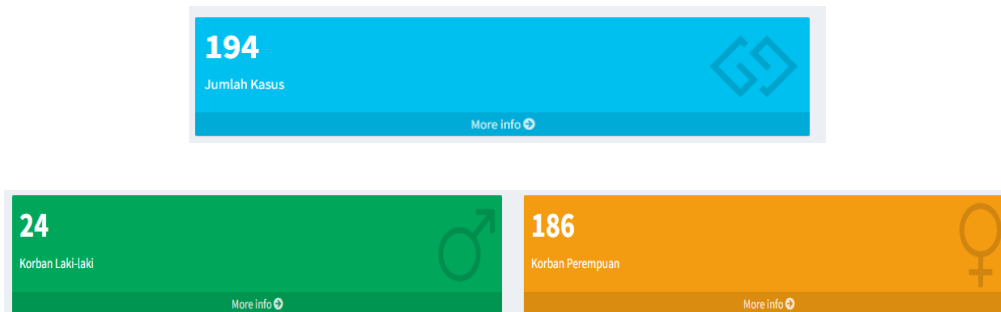 194
Jumlah Kasus
More info
24
Korban Laki-laki
More info
186
Korban Perempuan
More info